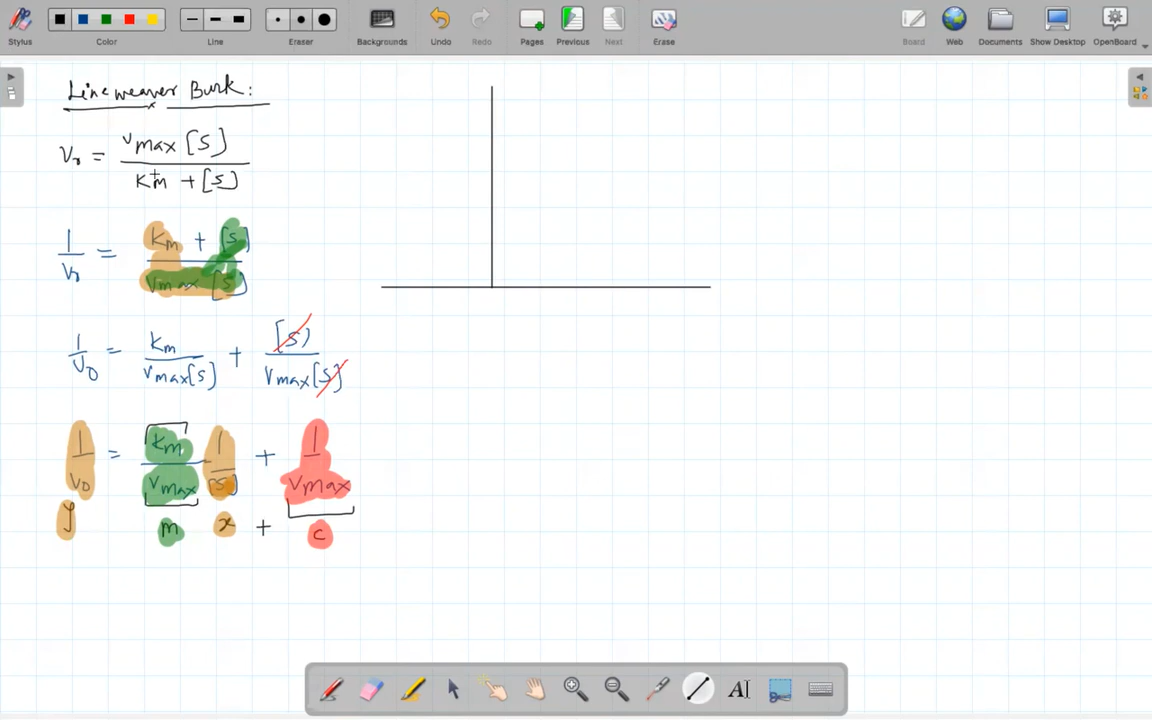 Stylus Color Line Eraser Backgrounds Undo Redo Pages Previous Next Erase Board Web Documents Show Desktop OpenBoard
Lineweaver Burk:
V₀ = Vmax [S] / Km + [S]
1/V₀ = Km + [S] / Vmax [S]
1/V₀ = Km / Vmax[S] + [S] / Vmax[S]
1/V₀ = Km/Vmax 1/[S] + 1/Vmax
y m x + c
AI